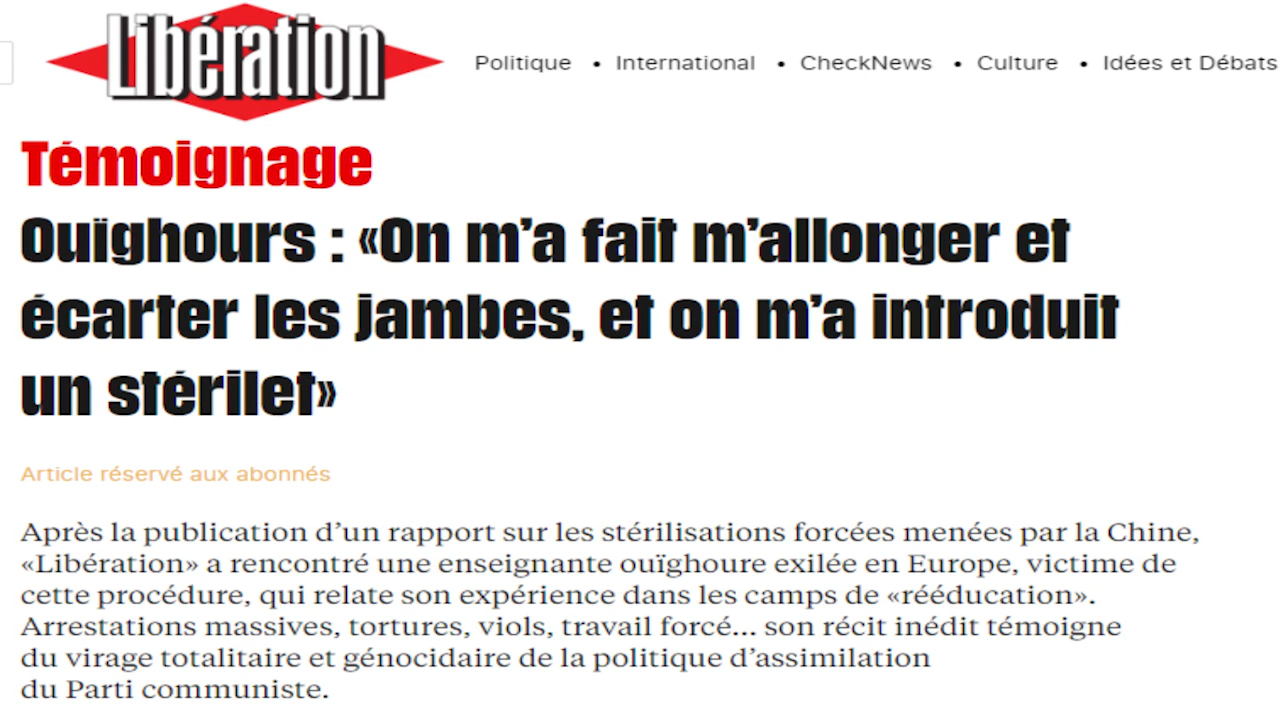 Libération
Politique • International • CheckNews • Culture • Idées et Débats
Témoignage
Ouïghours : «On m’a fait m’allonger et
écarter les jambes, et on m’a introduit
un stérilet»
Article réservé aux abonnés
Après la publication d’un rapport sur les stérilisations forcées menées par la Chine,
«Libération» a rencontré une enseignante ouïghoure exilée en Europe, victime de
cette procédure, qui relate son expérience dans les camps de «rééducation».
Arrestations massives, tortures, viols, travail forcé... son récit inédit témoigne
du virage totalitaire et génocidaire de la politique d’assimilation
du Parti communiste.